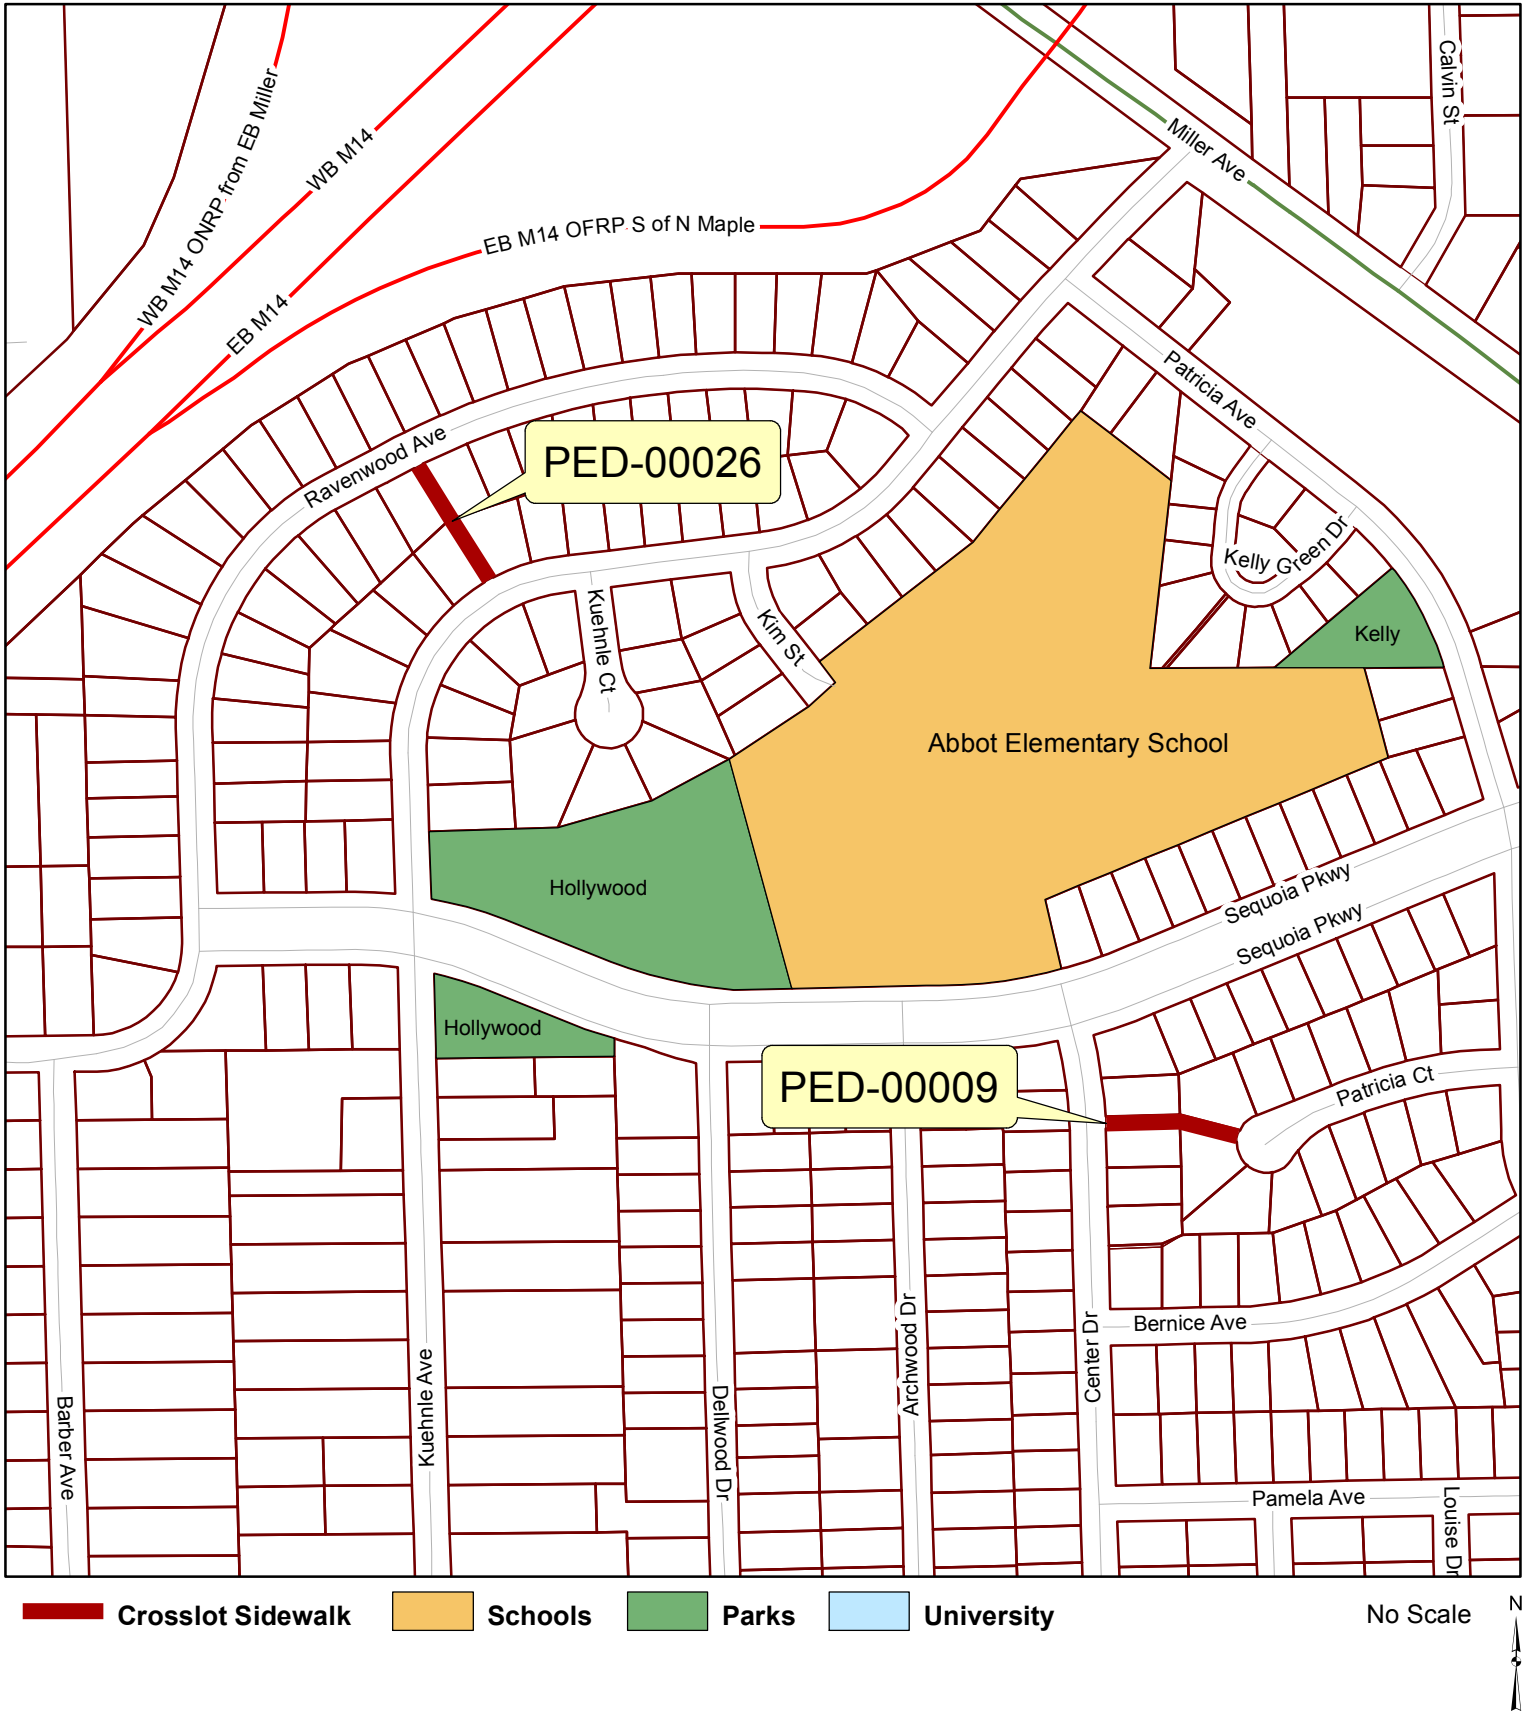 Calvin St
Miller Ave
WB M14 ONRP from EB Miller
WB M14
EB M14 OFRP S of N Maple
EB M14
Patricia Ave
Ravenwood Ave
PED-00026
Kelly Green Dr
Kuehnle Ct
Kim St
Kelly
Abbot Elementary School
Hollywood
Sequoia Pkwy
Sequoia Pkwy
Hollywood
PED-00009
Patricia Ct
Bernice Ave
Barber Ave
Kuehnle Ave
Dellwood Dr
Archwood Dr
Center Dr
Pamela Ave
Louise Dr
Crosslot Sidewalk
Schools
Parks
University
No Scale
N